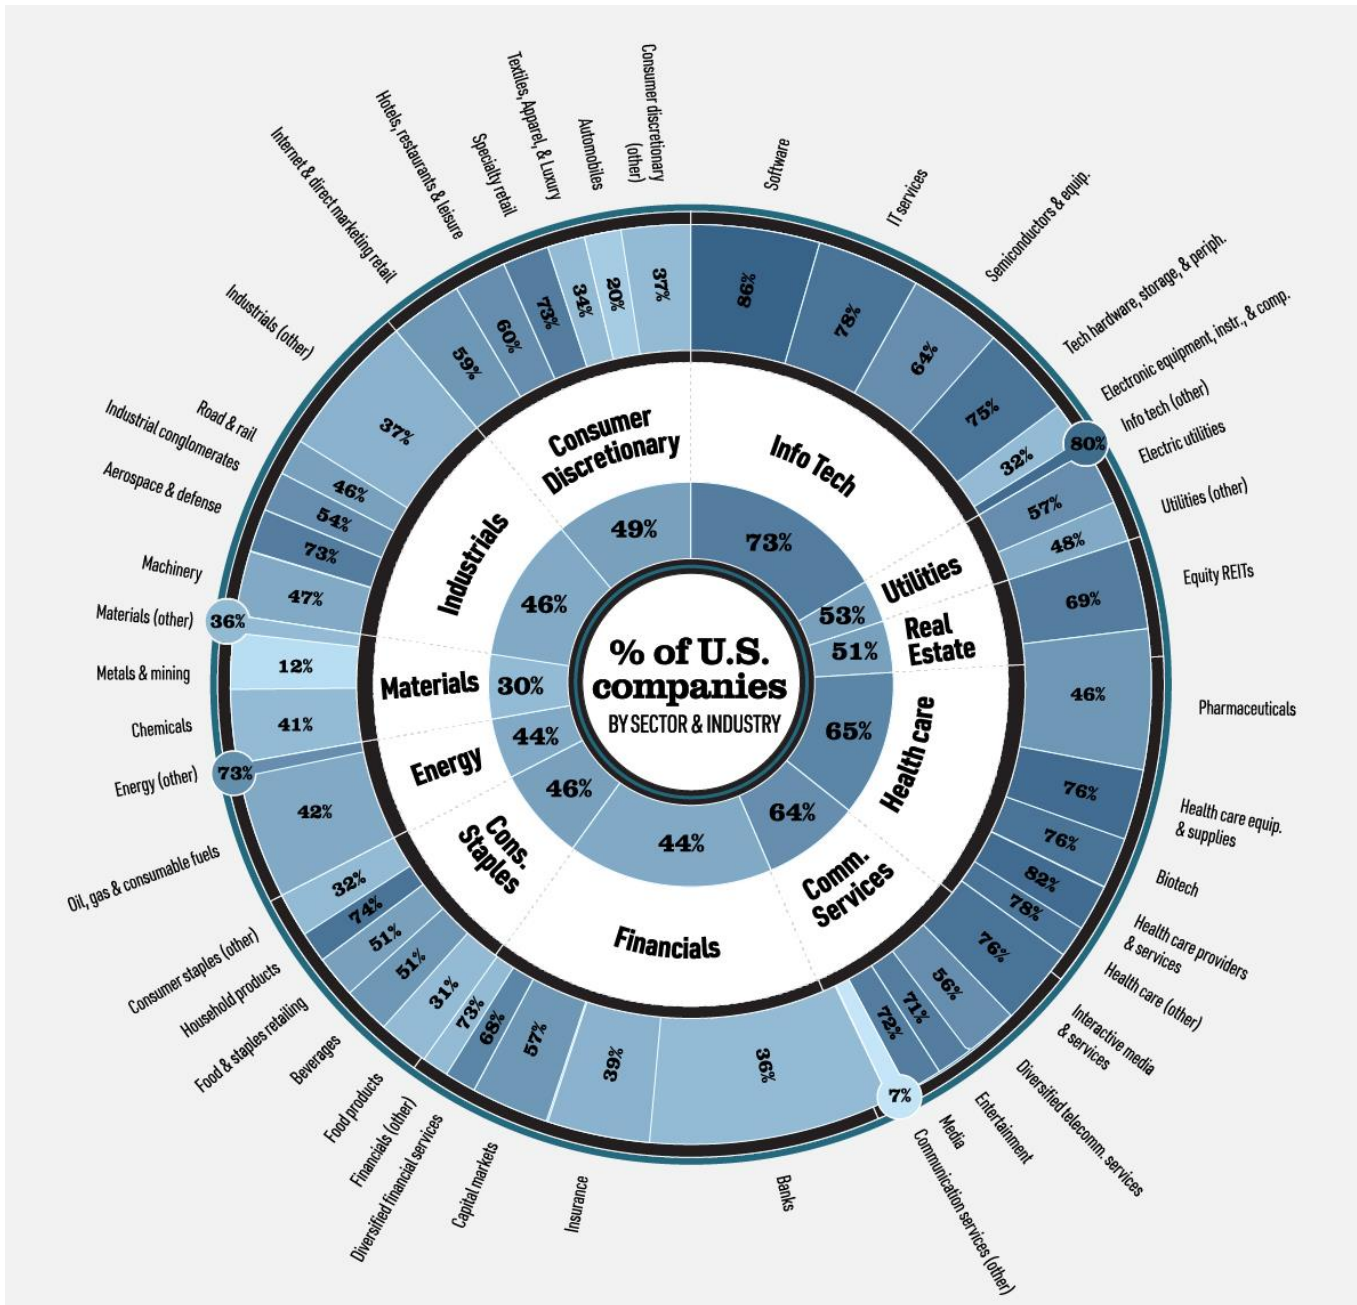 % of U.S.
companies
BY SECTOR & INDUSTRY
Info Tech
73%
Software
86%
IT services
78%
Semiconductors & equip.
64%
Tech hardware, storage, & periph.
75%
Electronic equipment, instr., & comp.
32%
Info tech (other)
80%
Utilities
53%
Electric utilities
57%
Utilities (other)
48%
Real
Estate
51%
Equity REITs
69%
Health care
65%
Pharmaceuticals
46%
Health care equip.
& supplies
76%
Biotech
76%
Health care providers
& services
82%
Health care (other)
78%
Comm.
Services
64%
Interactive media
& services
76%
Diversified telecomm. services
56%
Entertainment
71%
Media
72%
Communication services (other)
7%
Financials
44%
Banks
36%
Insurance
39%
Capital markets
57%
Diversified financial services
68%
Financials (other)
73%
Cons.
Staples
46%
Food products
31%
Beverages
51%
Food & staples retailing
51%
Household products
74%
Consumer staples (other)
32%
Energy
44%
Oil, gas & consumable fuels
42%
Energy (other)
73%
Materials
30%
Chemicals
41%
Metals & mining
12%
Materials (other)
36%
Industrials
46%
Machinery
47%
Aerospace & defense
73%
Industrial conglomerates
54%
Road & rail
46%
Industrials (other)
37%
Consumer
Discretionary
49%
Internet & direct marketing retail
59%
Hotels, restaurants & leisure
60%
Specialty retail
73%
Textiles, Apparel, & Luxury
34%
Automobiles
20%
Consumer discretionary
(other)
37%